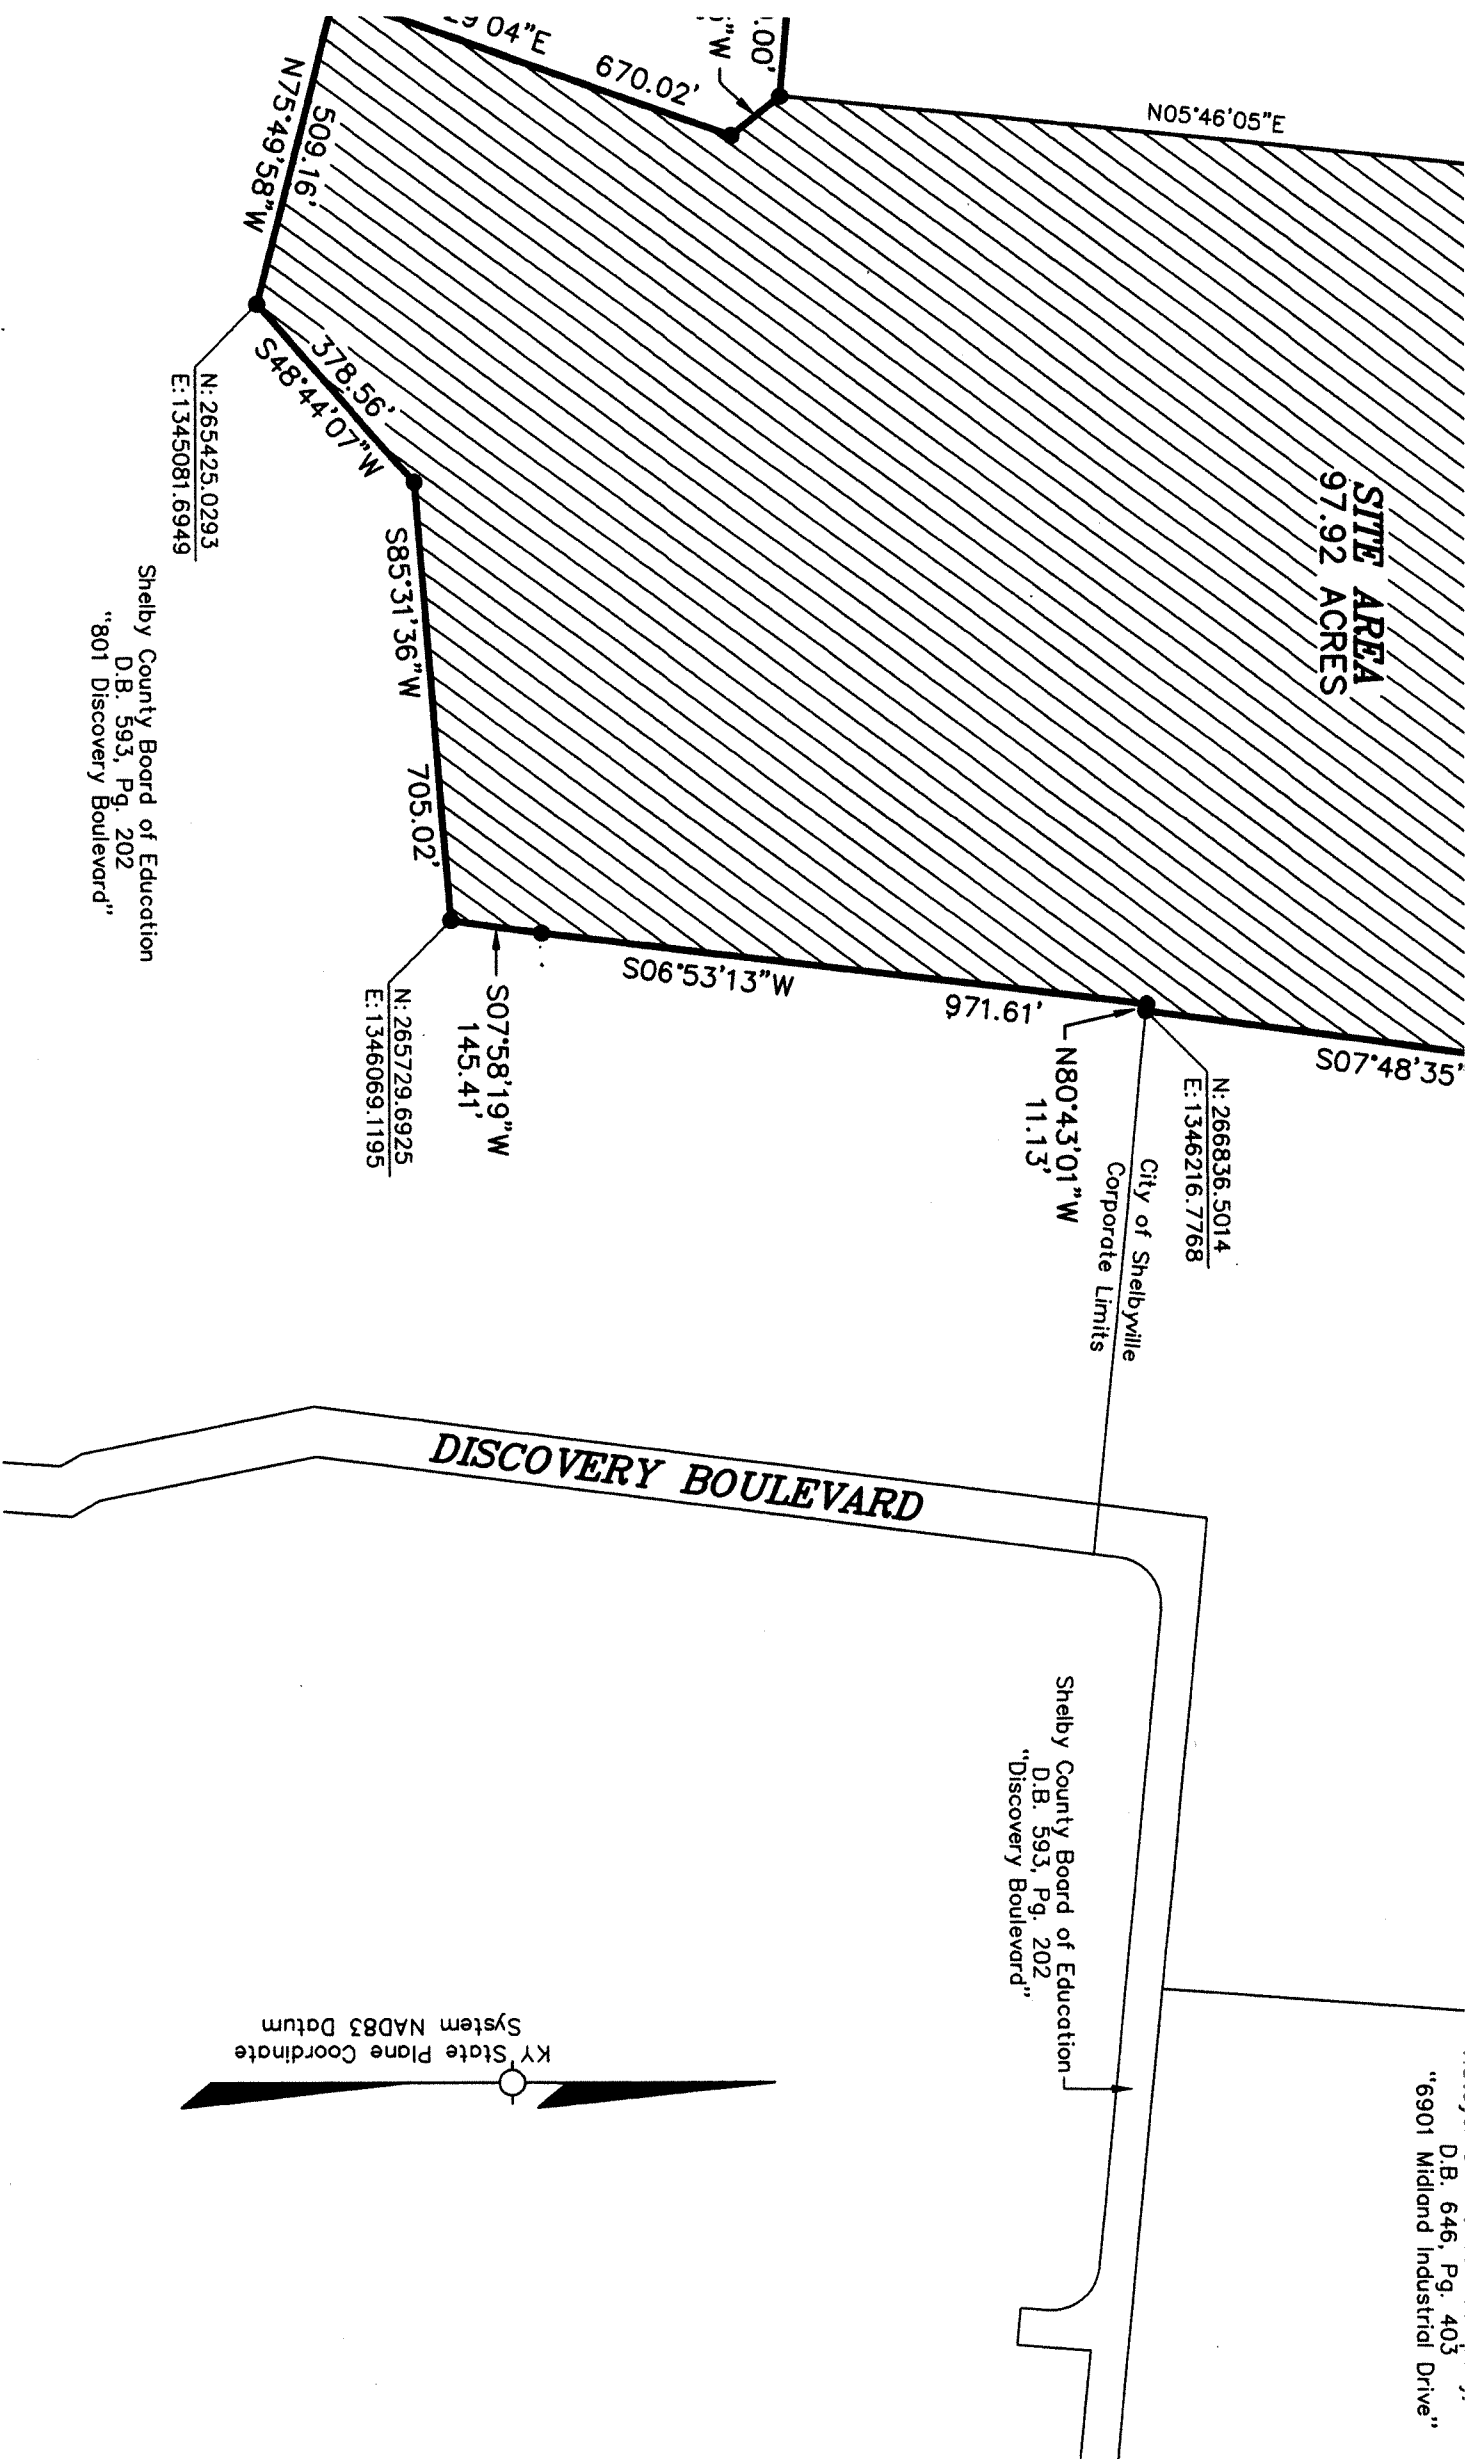 N05°46'05"E
670.02'
509.16'
N75°49'58"W
SITE AREA
97.92 ACRES
378.56'
S48°44'07"W
N: 265425.0293
E: 1345081.6949
S85°31'36"W
705.02'
Shelby County Board of Education
D.B. 593, Pg. 202
"801 Discovery Boulevard"
S07°48'35"
S06°53'13"W
971.61'
N: 266836.5014
E: 1346216.7768
N80°43'01"W
11.13'
S07°58'19"W
145.41'
N: 265729.6925
E: 1346069.1195
City of Shelbyville
Corporate Limits
DISCOVERY BOULEVARD
Shelby County Board of Education
D.B. 593, Pg. 202
"Discovery Boulevard"
KY State Plane Coordinate
System NAD83 Datum
D.B. 646, Pg. 403
"6901 Midland Industrial Drive"